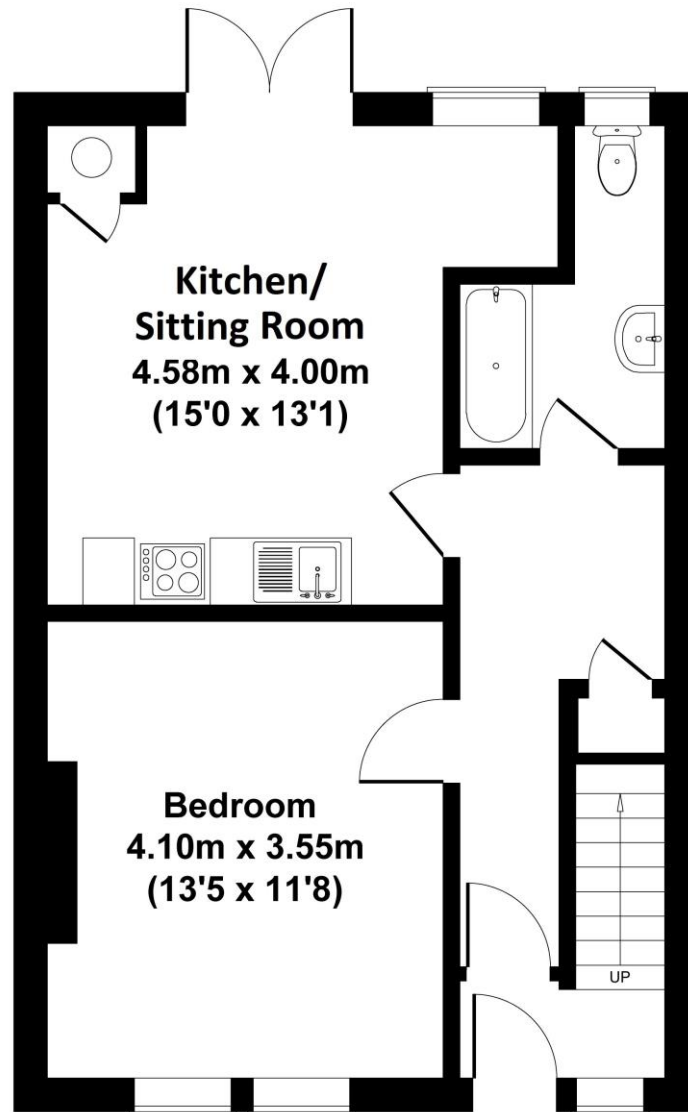 Kitchen/
Sitting Room
4.58m x 4.00m
(15'0 x 13'1)
Bedroom
4.10m x 3.55m
(13'5 x 11'8)
UP